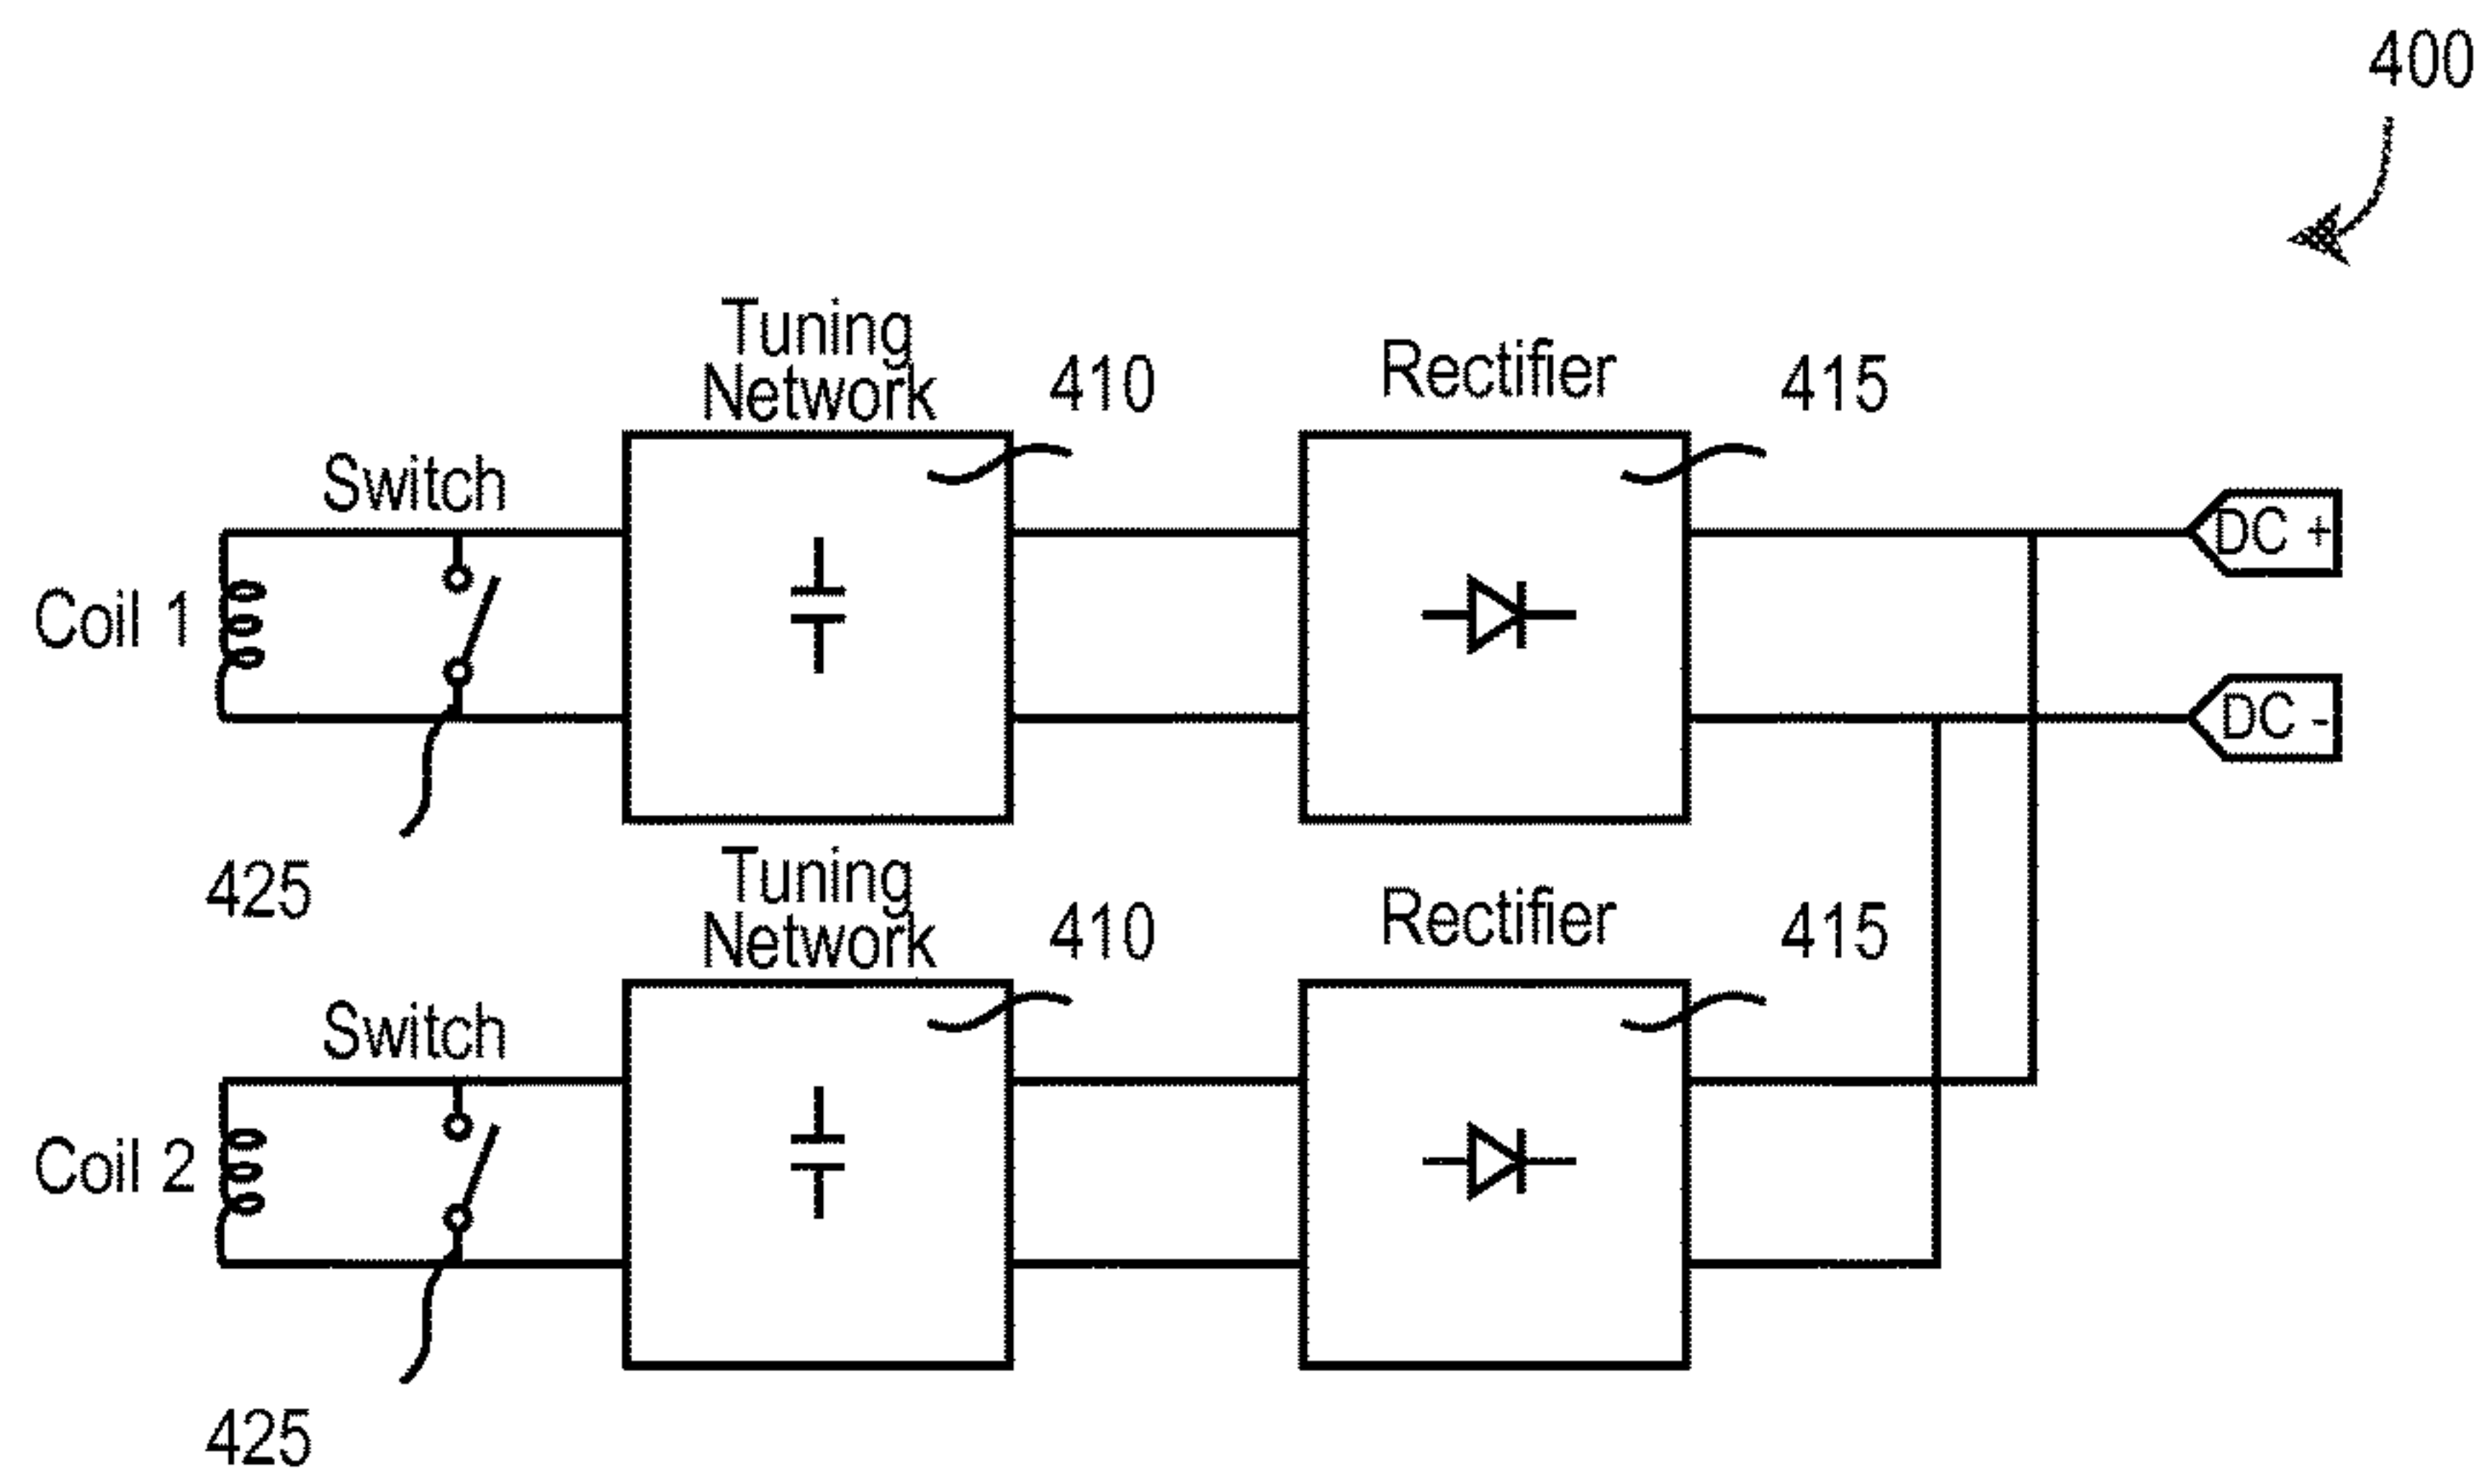 400
Tuning
Network
410
Rectifier
415
Switch
DC +
Coil 1
DC -
425
Tuning
Network
410
Rectifier
415
Switch
Coil 2
425